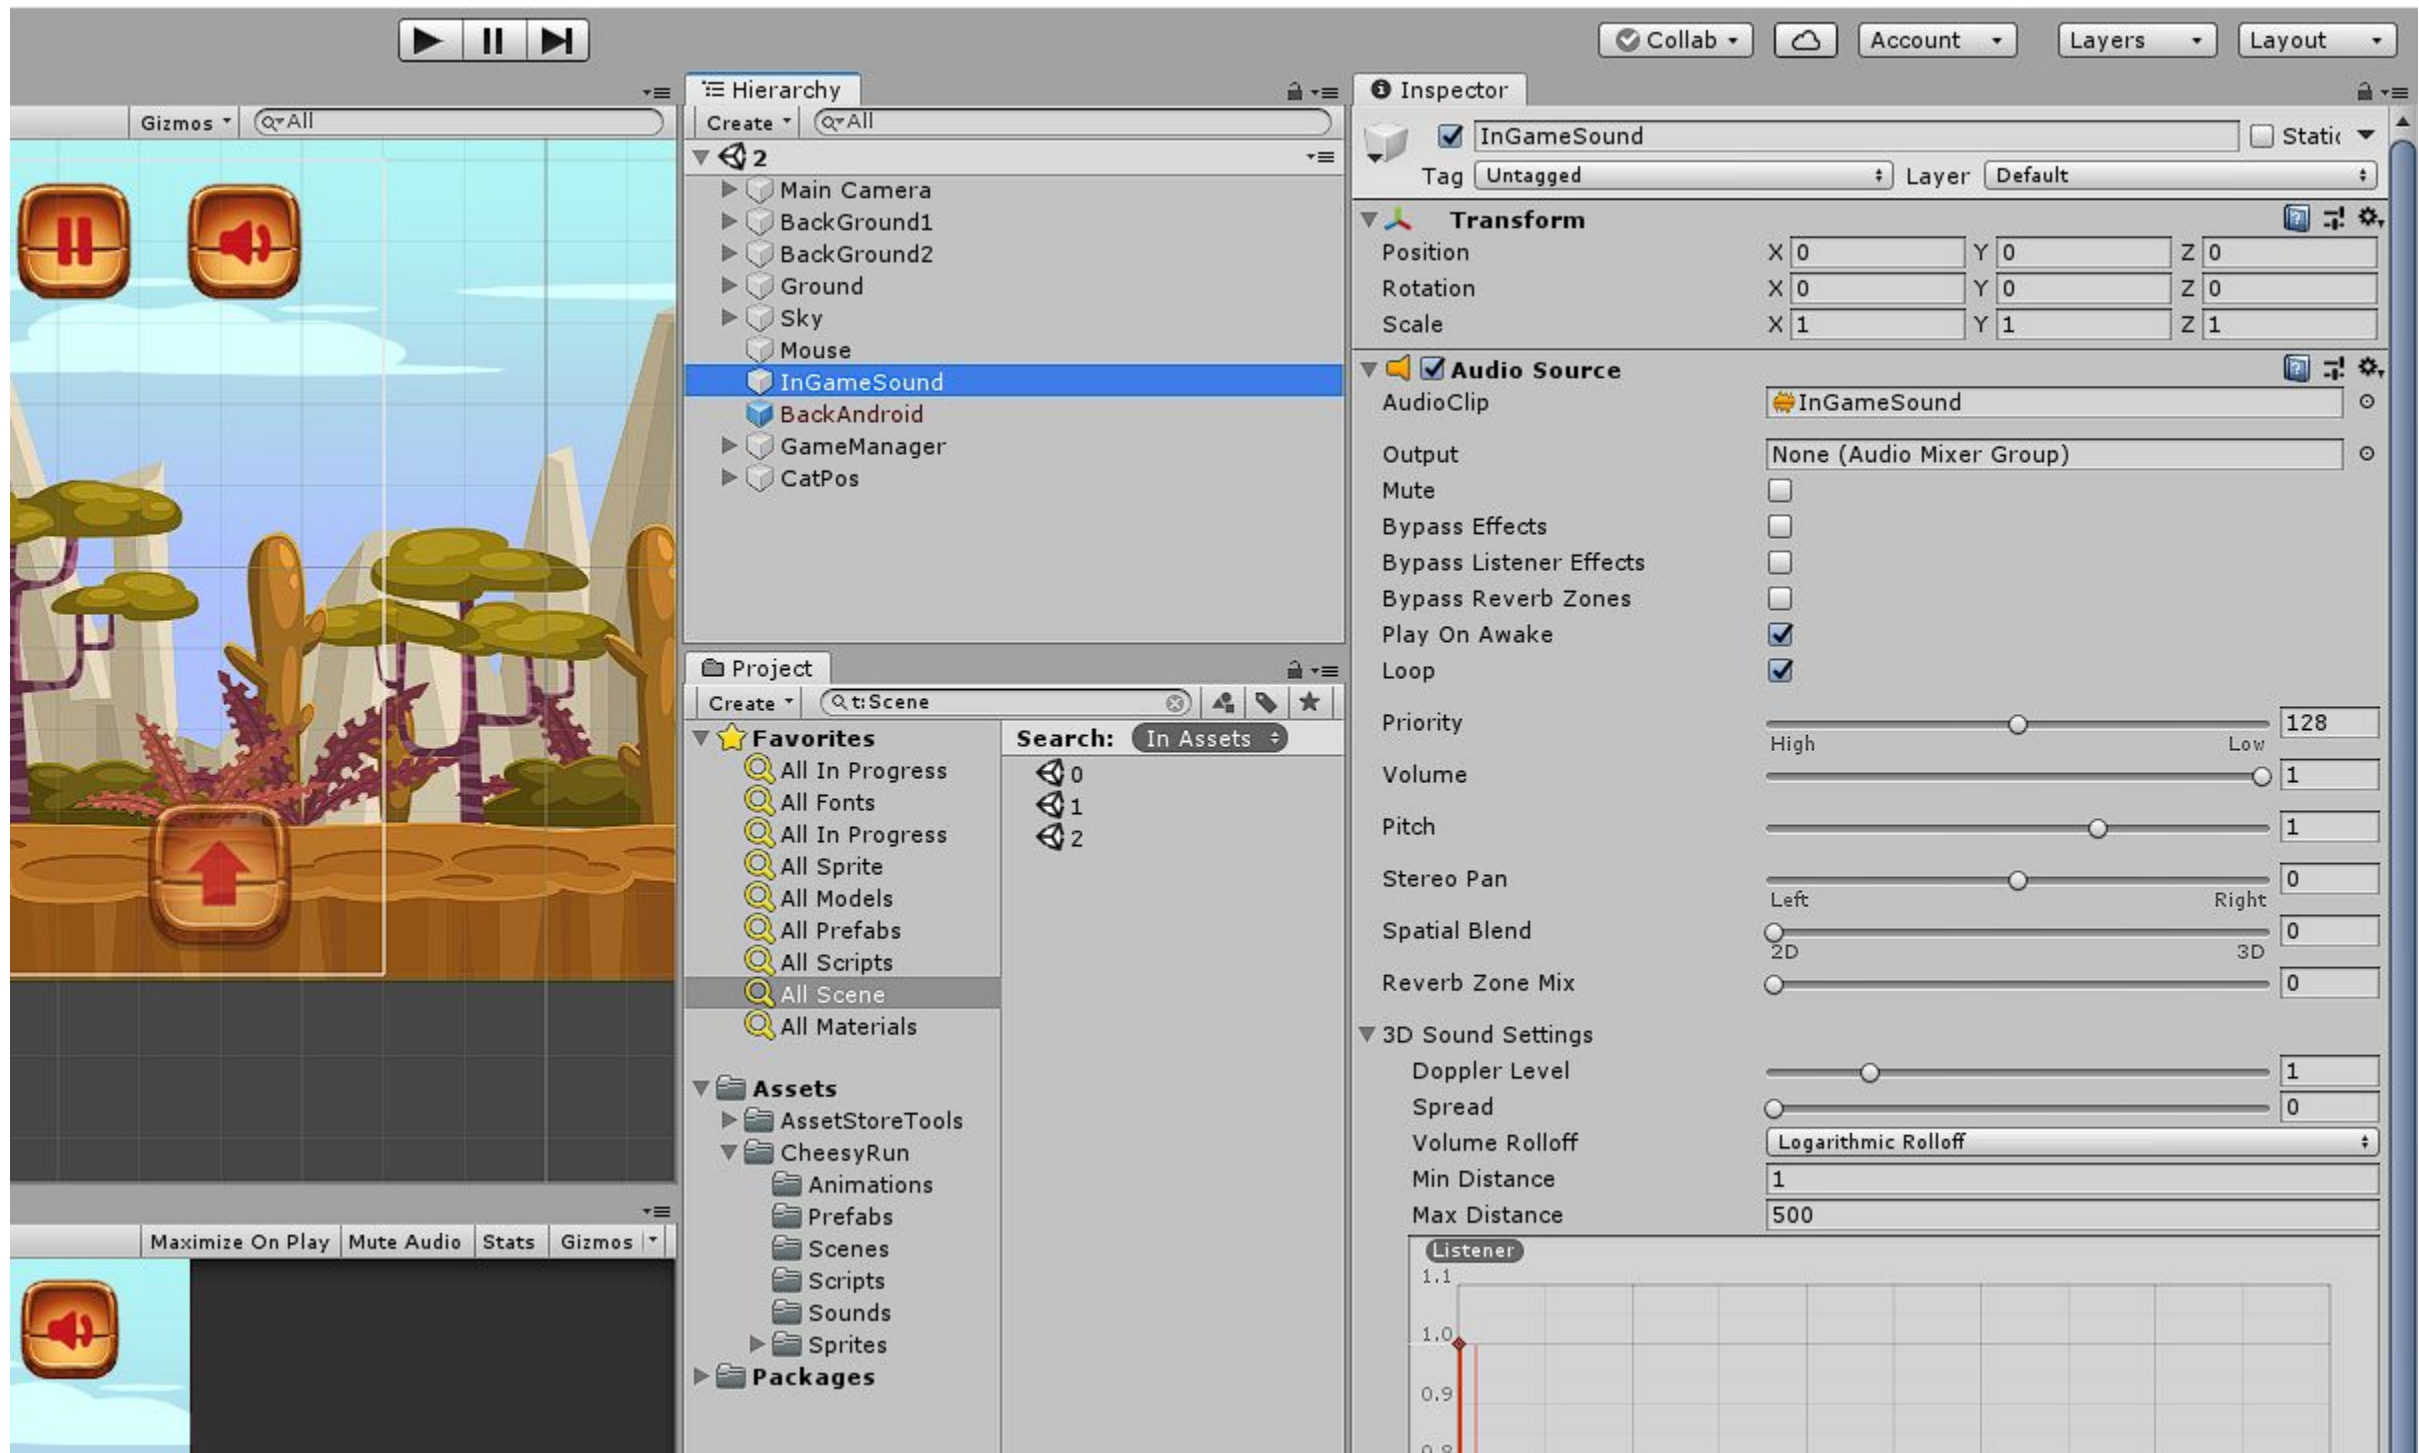 Collab
Account
Layers
Layout
Gizmos
All
Hierarchy
Create
All
2
Main Camera
BackGround1
BackGround2
Ground
Sky
Mouse
InGameSound
BackAndroid
GameManager
CatPos
Project
Create
t:Scene
Favorites
All In Progress
All Fonts
All In Progress
All Sprite
All Models
All Prefabs
All Scripts
All Scene
All Materials
Assets
AssetStoreTools
CheesyRun
Animations
Prefabs
Scenes
Scripts
Sounds
Sprites
Packages
Search: In Assets
0
1
2
Maximize On Play Mute Audio Stats Gizmos
Inspector
InGameSound Static
Tag Untagged Layer Default
Transform
Position X 0 Y 0 Z 0
Rotation X 0 Y 0 Z 0
Scale X 1 Y 1 Z 1
Audio Source
AudioClip InGameSound
Output None (Audio Mixer Group)
Mute
Bypass Effects
Bypass Listener Effects
Bypass Reverb Zones
Play On Awake
Loop
Priority 128
High Low
Volume 1
Pitch 1
Stereo Pan 0
Left Right
Spatial Blend 0
2D 3D
Reverb Zone Mix 0
3D Sound Settings
Doppler Level 1
Spread 0
Volume Rolloff Logarithmic Rolloff
Min Distance 1
Max Distance 500
Listener
1.1
1.0
0.9
0.8